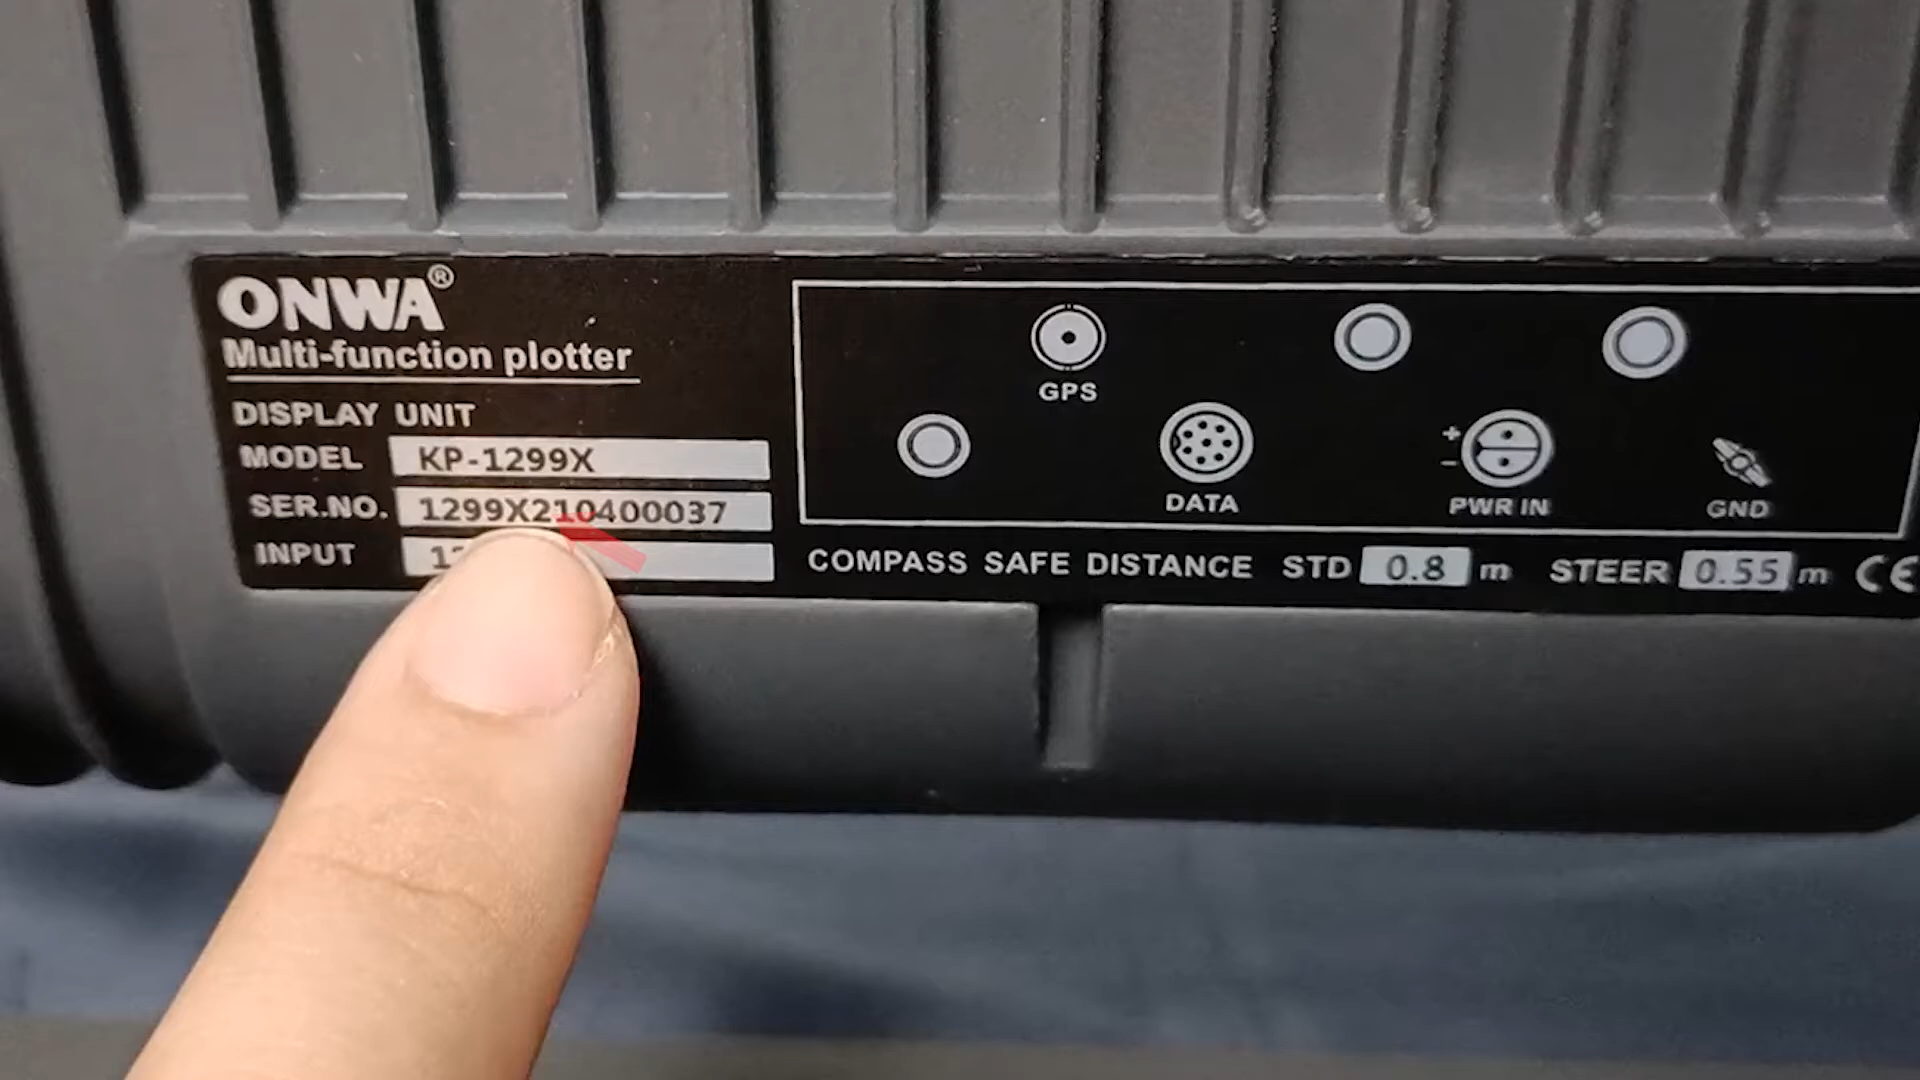 ONWA®
Multi-function plotter
DISPLAY UNIT
MODEL KP-1299X
SER.NO. 1299X210400037
INPUT
GPS
DATA
+
−
PWR IN
GND
COMPASS SAFE DISTANCE STD 0.8 m STEER 0.55 m CE